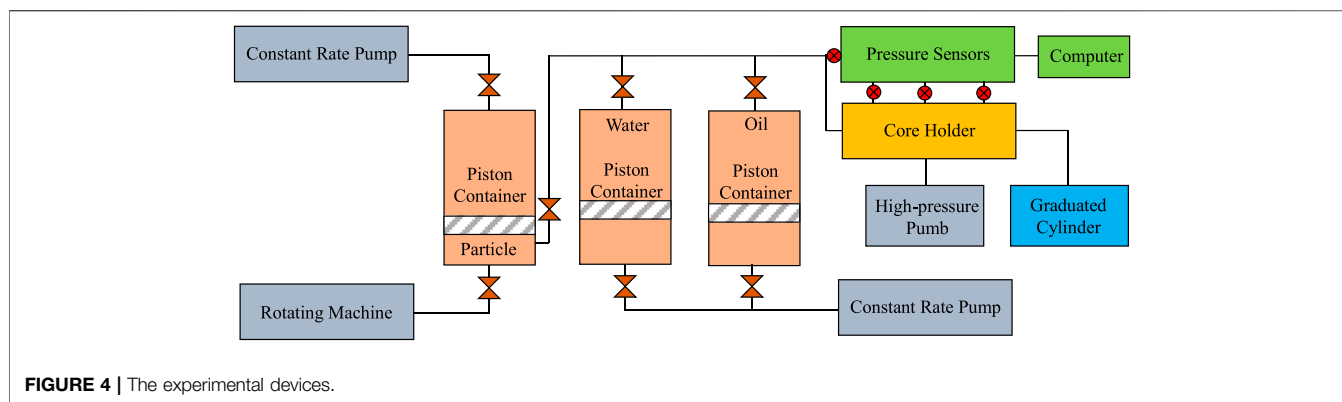 Constant Rate Pump
Pressure Sensors
Computer
Water
Oil
Core Holder
Piston
Container
Piston
Container
Piston
Container
High-pressure
Pumb
Graduated
Cylinder
Particle
Rotating Machine
Constant Rate Pump
FIGURE 4 | The experimental devices.